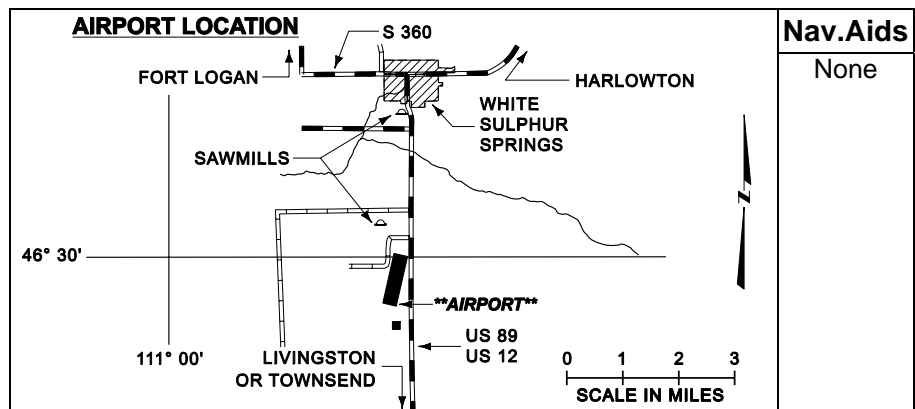 AIRPORT LOCATION
S 360
Nav.Aids
None
FORT LOGAN
HARLOWTON
WHITE
SULPHUR
SPRINGS
SAWMILLS
N
46° 30'
**AIRPORT**
US 89
US 12
111° 00'
LIVINGSTON
OR TOWNSEND
0 1 2 3
SCALE IN MILES